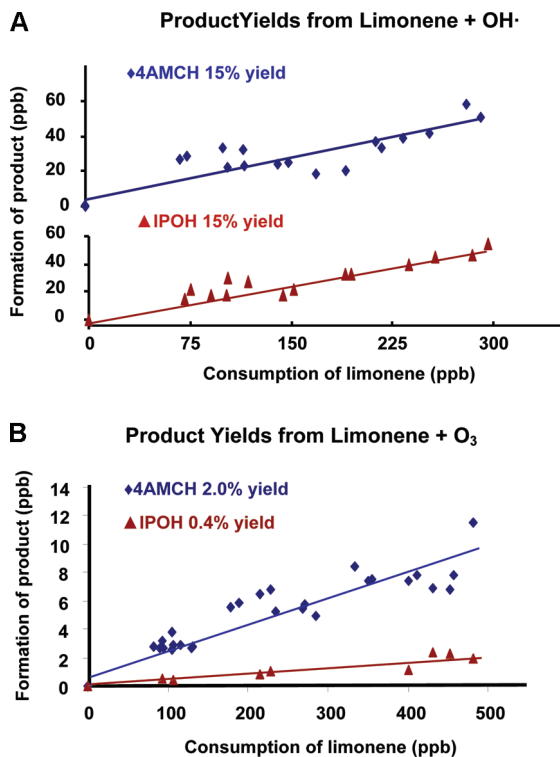 A
ProductYields from Limonene + OH·
Formation of product (ppb)
4AMCH 15% yield
60
40
20
0
IPOH 15% yield
60
40
20
0
0 75 150 225 300
Consumption of limonene (ppb)
B
Product Yields from Limonene + O₃
Formation of product (ppb)
14
4AMCH 2.0% yield
12
IPOH 0.4% yield
10
8
6
4
2
0
0 100 200 300 400 500
Consumption of limonene (ppb)